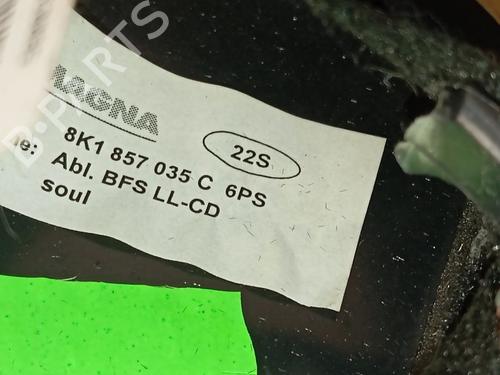 MAGNA
22S
8K1 857 035 C 6PS
Abl. BFS LL-CD
soul
B-PARTS